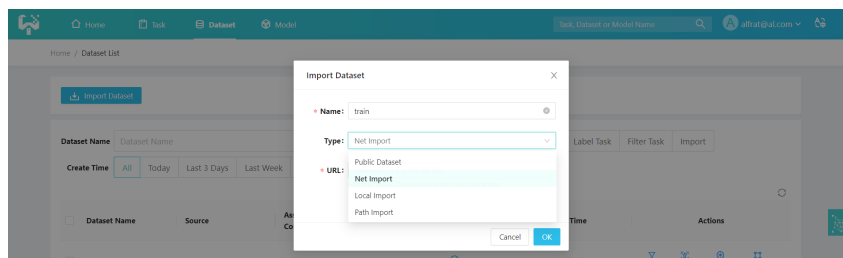 Home
Task
Dataset
Model
Task, Dataset or Model Name
A
alfrat@al.com
Home / Dataset List
Import Dataset
Import Dataset
* Name: train
Dataset Name
Dataset Name
Type: Net Import
Label Task
Filter Task
Import
Public Dataset
Create Time
All
Today
Last 3 Days
Last Week
* URL:
Net Import
Local Import
Path Import
Dataset Name
Source
Time
Actions
Cancel
OK